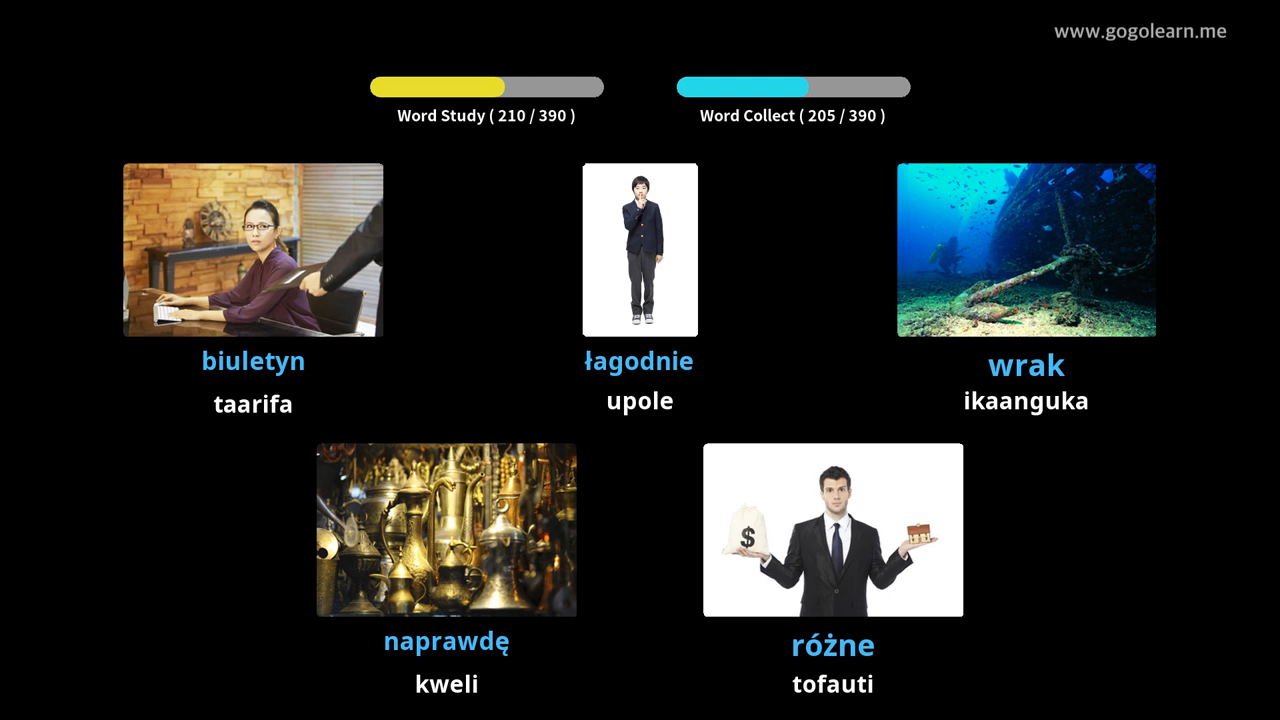 www.gogolearn.me
Word Study ( 210 / 390 )
Word Collect ( 205 / 390 )
biuletyn
taarifa
łagodnie
upole
wrak
ikaanguka
naprawdę
kweli
$
różne
tofauti